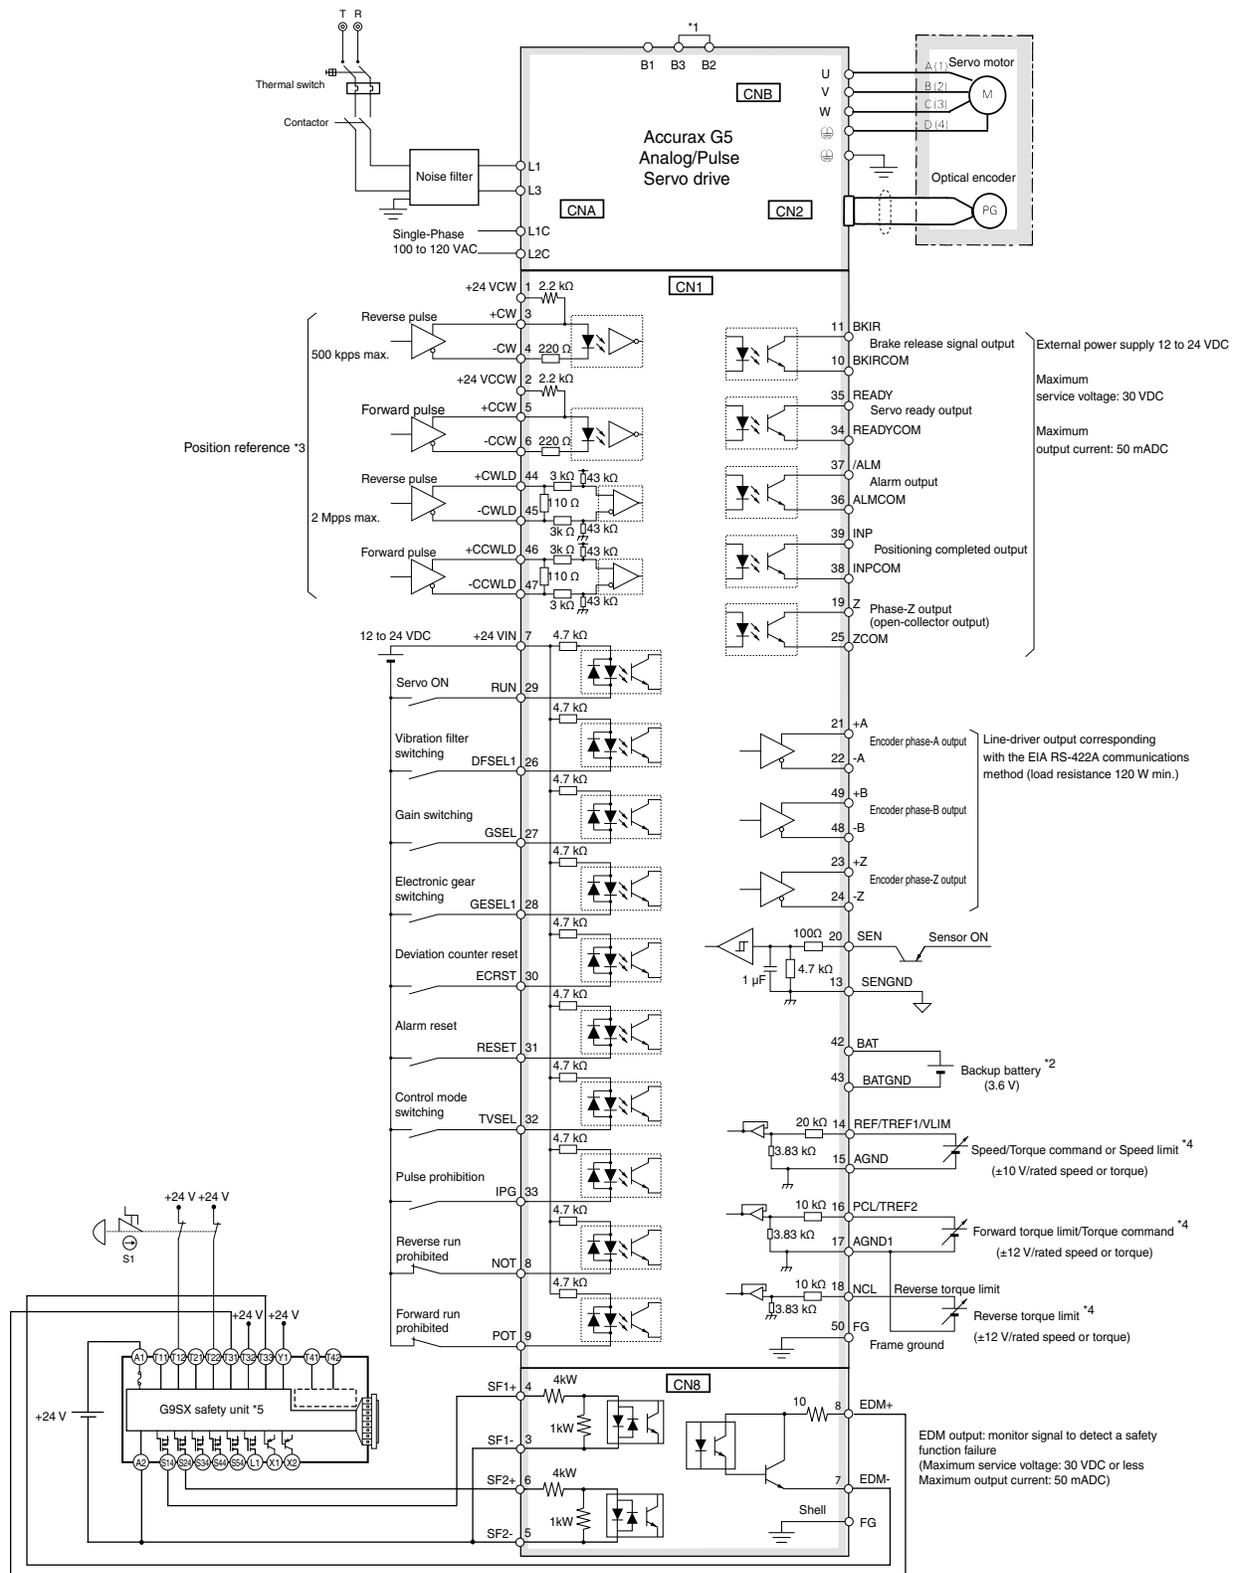 T R
*1
B1 B3 B2
Thermal switch
Contactor
Noise filter
L1
L3
Single-Phase
100 to 120 VAC
L1C
L2C
CNA
CNB
CN2
Accurax G5
Analog/Pulse
Servo drive
U
V
W
A (1)
B (2)
C (3)
D (4)
Servo motor
M
Optical encoder
PG
CN1
+24 VCW 1 2.2 kΩ
Reverse pulse
+CW 3
500 kpps max.
-CW 4 220 Ω
+24 VCCW 2 2.2 kΩ
Forward pulse
+CCW 5
-CCW 6 220 Ω
Position reference *3
Reverse pulse
+CWLD 44 3 kΩ 43 kΩ
110 Ω
2 Mpps max.
-CWLD 45
3k Ω 43 kΩ
Forward pulse
+CCWLD 46 3k Ω 43 kΩ
110 Ω
-CCWLD 47
3 kΩ 43 kΩ
12 to 24 VDC
+24 VIN 7 4.7 kΩ
Servo ON
RUN 29
4.7 kΩ
Vibration filter
switching
DFSEL1 26
4.7 kΩ
Gain switching
GSEL 27
4.7 kΩ
Electronic gear
switching
GESEL1 28
4.7 kΩ
Deviation counter reset
ECRST 30
4.7 kΩ
Alarm reset
RESET 31
4.7 kΩ
Control mode
switching
TVSEL 32
4.7 kΩ
Pulse prohibition
IPG 33
4.7 kΩ
Reverse run
prohibited
NOT 8
4.7 kΩ
Forward run
prohibited
POT 9
11 BKIR
Brake release signal output
10 BKIRCOM
35 READY
Servo ready output
34 READYCOM
37 /ALM
Alarm output
36 ALMCOM
39 INP
Positioning completed output
38 INPCOM
19 Z
Phase-Z output
(open-collector output)
25 ZCOM
External power supply 12 to 24 VDC
Maximum
service voltage: 30 VDC
Maximum
output current: 50 mADC
21 +A
Encoder phase-A output
22 -A
49 +B
Encoder phase-B output
48 -B
23 +Z
Encoder phase-Z output
24 -Z
Line-driver output corresponding
with the EIA RS-422A communications
method (load resistance 120 W min.)
100Ω 20 SEN Sensor ON
1 µF 4.7 kΩ
13 SENGND
42 BAT
Backup battery *2
(3.6 V)
43 BATGND
20 kΩ 14 REF/TREF1/VLIM
3.83 kΩ
15 AGND
Speed/Torque command or Speed limit *4
(±10 V/rated speed or torque)
10 kΩ 16 PCL/TREF2
3.83 kΩ
17 AGND1
Forward torque limit/Torque command *4
(±12 V/rated speed or torque)
10 kΩ 18 NCL Reverse torque limit
3.83 kΩ
Reverse torque limit *4
(±12 V/rated speed or torque)
50 FG
Frame ground
+24 V +24 V
S1
+24 V +24 V
A1 T11 T12 T21 T22 T31 T32 T33 Y1 T41 T42
+24 V
G9SX safety unit *5
A2 S14 S24 S34 S44 S54 L1 X1 X2
CN8
SF1+ 4 4kW
1kW
SF1- 3
SF2+ 6 4kW
1kW
SF2- 5
10 8 EDM+
7 EDM-
Shell
FG
EDM output: monitor signal to detect a safety
function failure
(Maximum service voltage: 30 VDC or less
Maximum output current: 50 mADC)